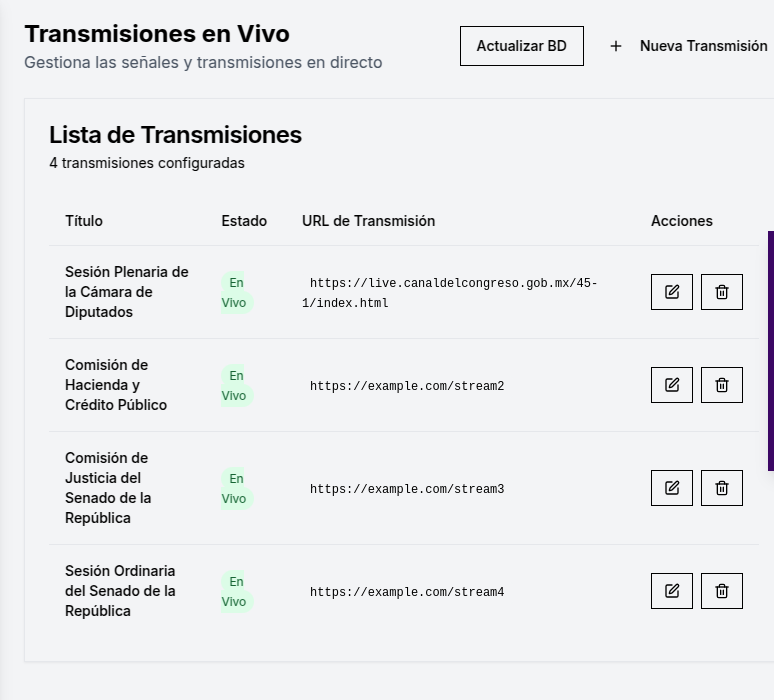 Transmisiones en Vivo
Gestiona las señales y transmisiones en directo
Actualizar BD
Nueva Transmisión
Lista de Transmisiones
4 transmisiones configuradas
Título Estado URL de Transmisión Acciones
Sesión Plenaria de
la Cámara de
Diputados
En
Vivo
https://live.canaldelcongreso.gob.mx/45-
1/index.html
Comisión de
Hacienda y
Crédito Público
En
Vivo
https://example.com/stream2
Comisión de
Justicia del
Senado de la
República
En
Vivo
https://example.com/stream3
Sesión Ordinaria
del Senado de la
República
En
Vivo
https://example.com/stream4